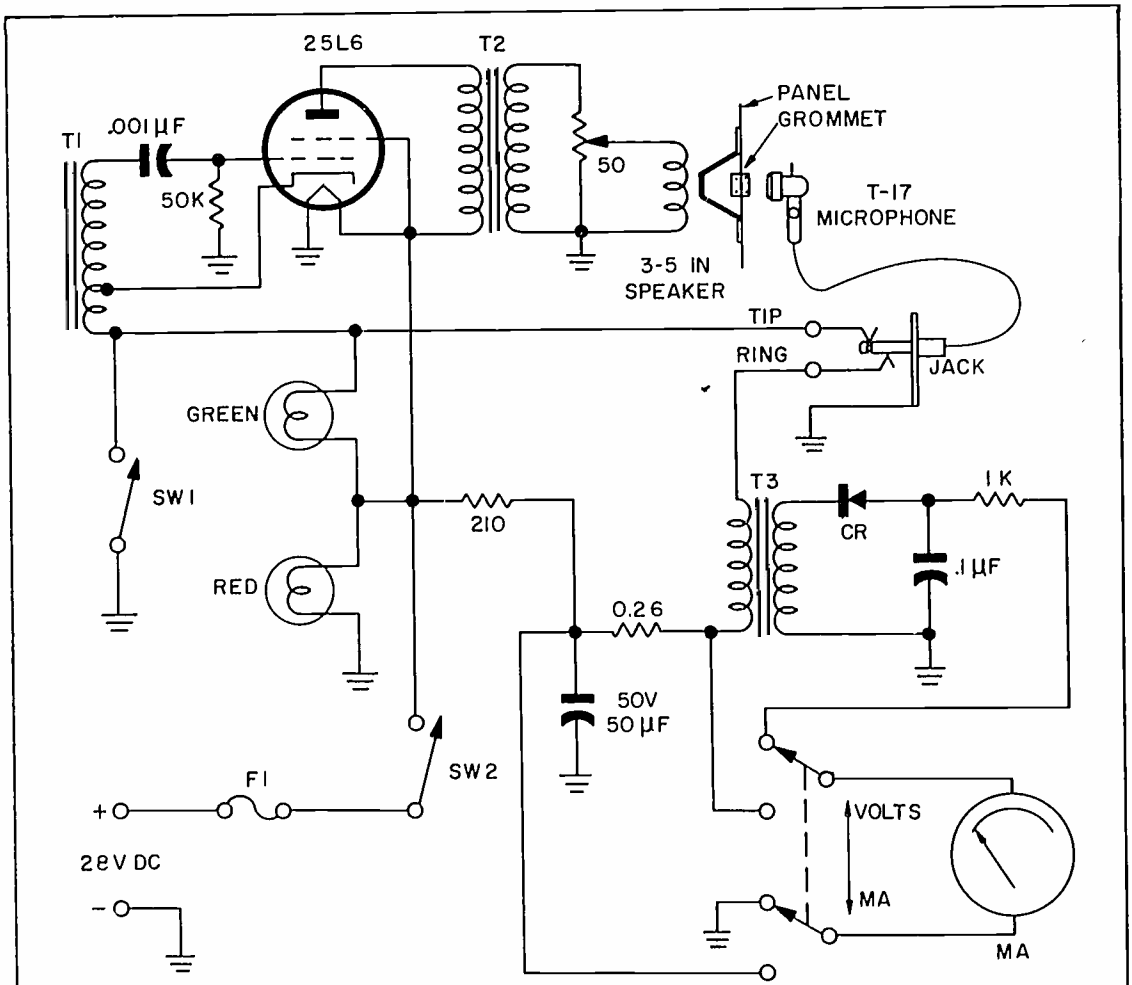 25L6
T2
PANEL
GROMMET
T1
.001µF
50K
50
T-17
MICROPHONE
3-5 IN
SPEAKER
TIP
RING
JACK
GREEN
SW1
T3
1K
210
CR
.1µF
RED
0.26
50V
50µF
SW2
F1
+
VOLTS
28V DC
MA
-
MA